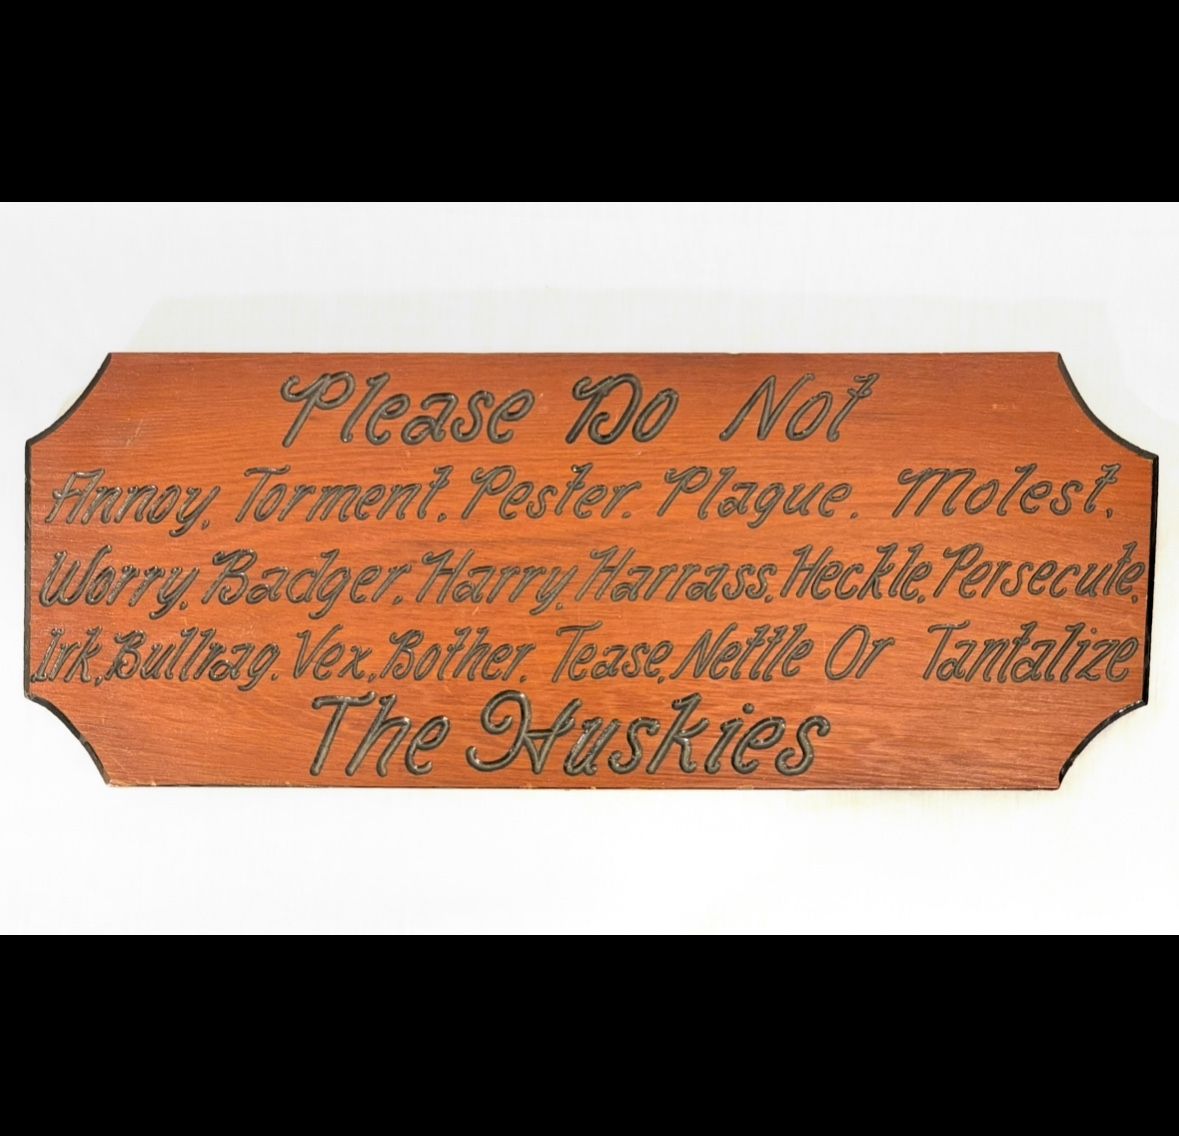 Please Do Not
Annoy, Torment, Pester, Plague, Molest,
Worry, Badger, Harry, Harrass, Heckle, Persecute,
Irk, Bullrag, Vex, Bother, Tease, Nettle Or Tantalize
The Huskies